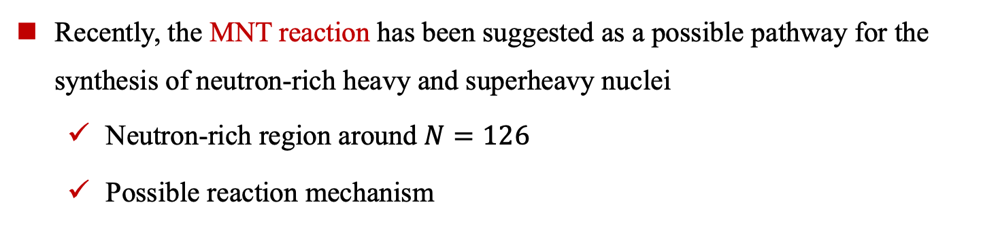 ■ Recently, the MNT reaction has been suggested as a possible pathway for the
synthesis of neutron-rich heavy and superheavy nuclei
✓ Neutron-rich region around N = 126
✓ Possible reaction mechanism